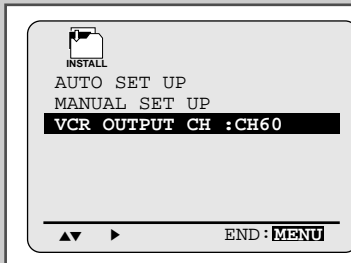 INSTALL
AUTO SET UP
MANUAL SET UP
VCR OUTPUT CH :CH60
▲▼ ▶ END:MENU